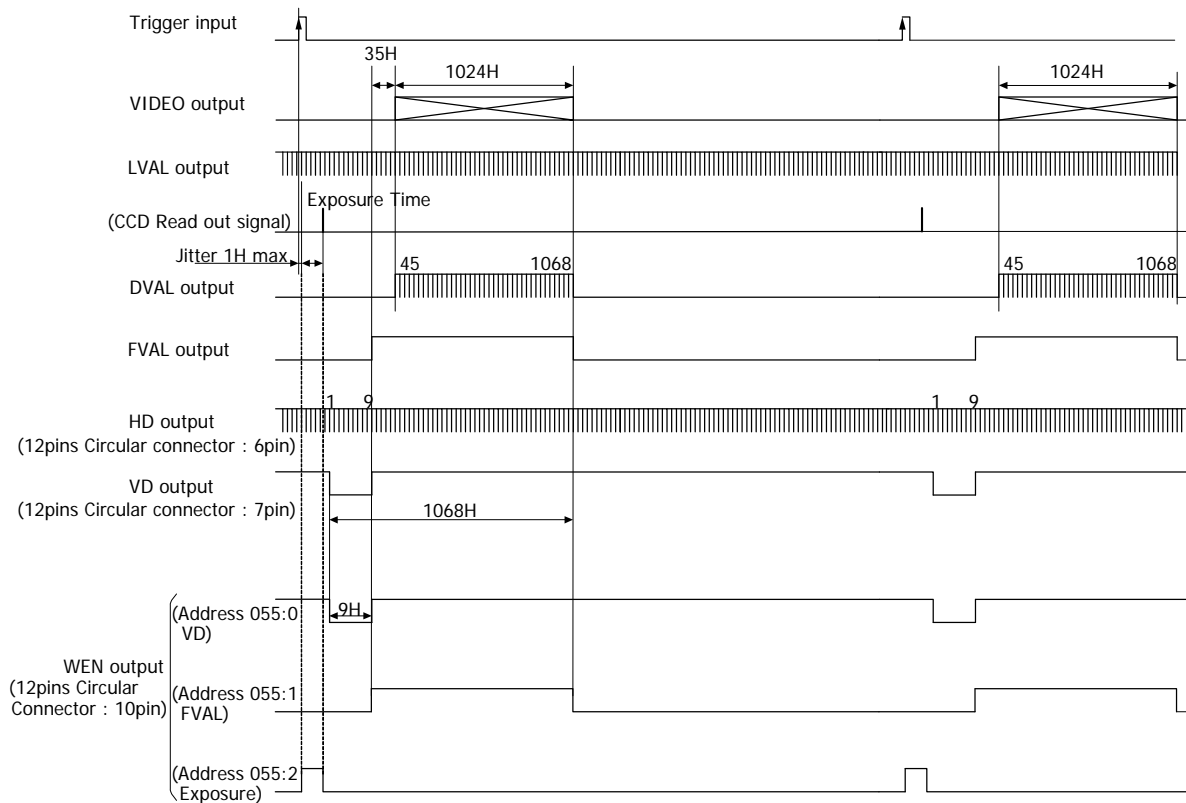 Trigger input
35H
1024H
1024H
VIDEO output
LVAL output
Exposure Time
(CCD Read out signal)
Jitter 1H max
45
1068
45
1068
DVAL output
FVAL output
1
9
1
9
HD output
(12pins Circular connector : 6pin)
VD output
(12pins Circular connector : 7pin)
1068H
(Address 055:0
VD)
9H
WEN output
(12pins Circular
Connector : 10pin)
(Address 055:1
FVAL)
(Address 055:2
Exposure)